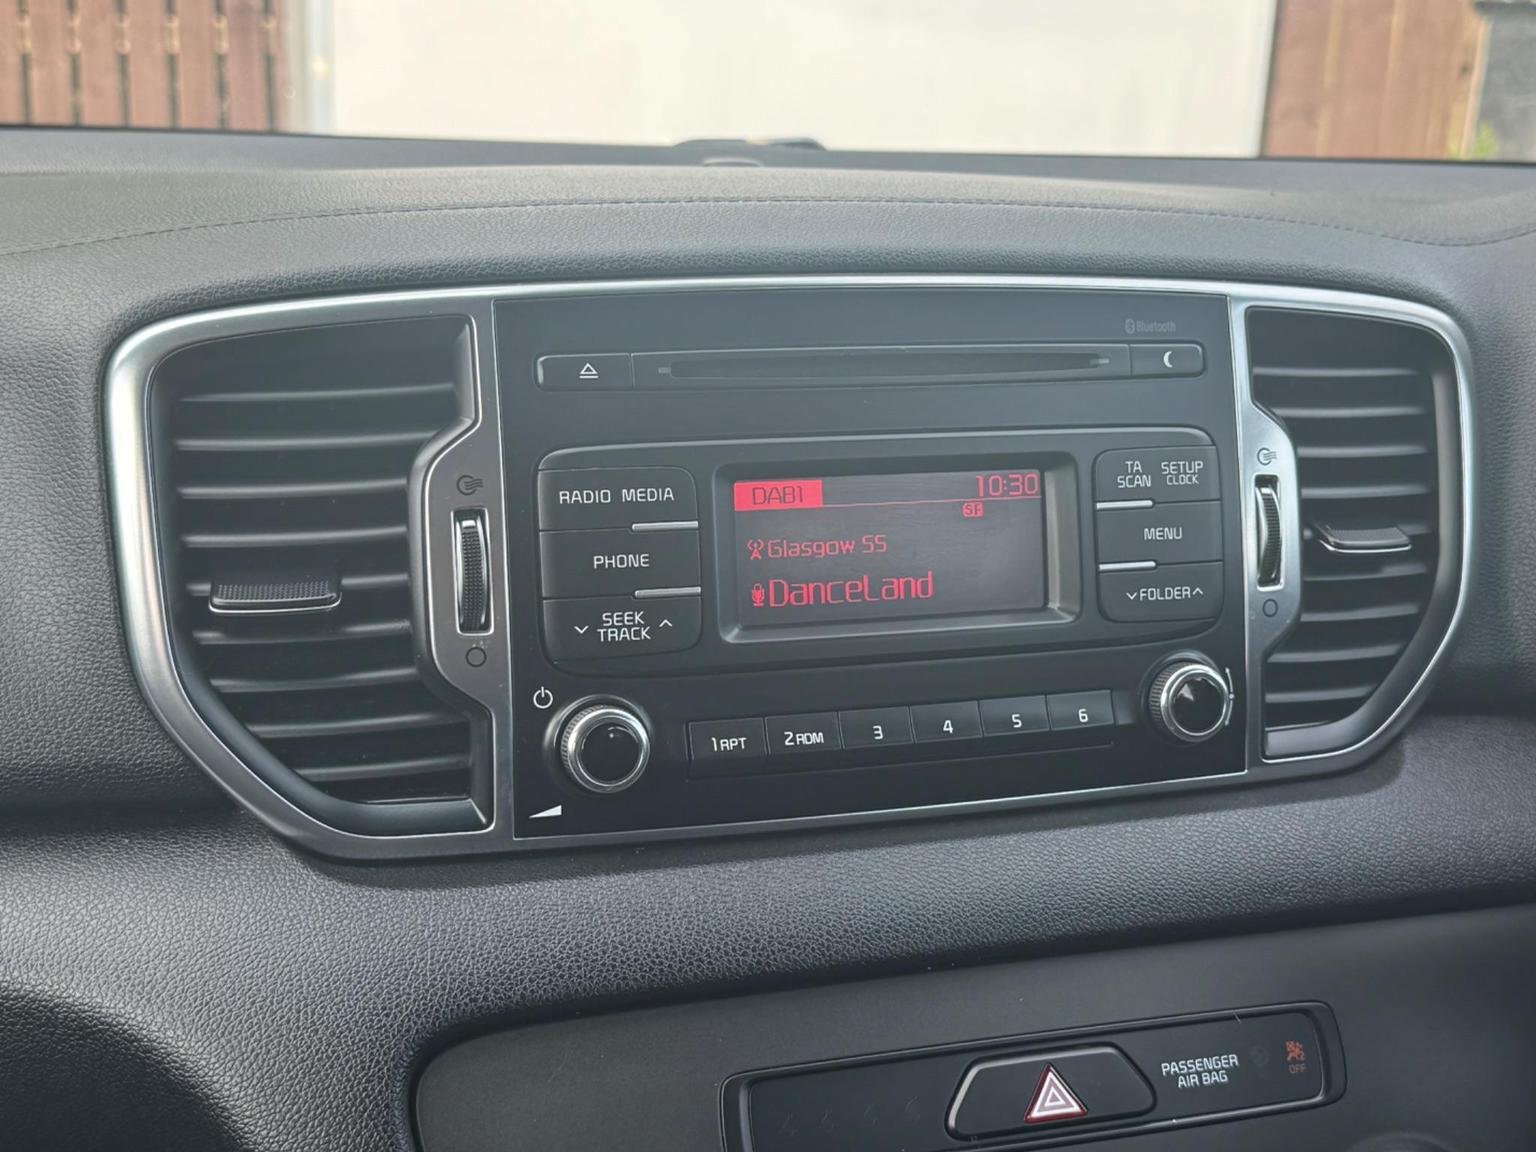 Bluetooth
RADIO MEDIA
PHONE
SEEK
TRACK
DAB1 10:30
SF
Glasgow SS
DanceLand
TA
SCAN
SETUP
CLOCK
MENU
FOLDER
1 RPT 2 RDM 3 4 5 6
PASSENGER
AIR BAG
OFF